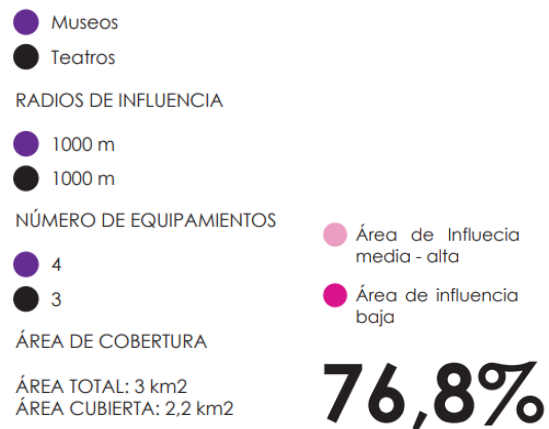 Museos
Teatros
RADIOS DE INFLUENCIA
1000 m
1000 m
NÚMERO DE EQUIPAMIENTOS
4
3
ÁREA DE COBERTURA
ÁREA TOTAL: 3 km2
ÁREA CUBIERTA: 2,2 km2
Área de Influecia
media - alta
Área de influencia
baja
76,8%